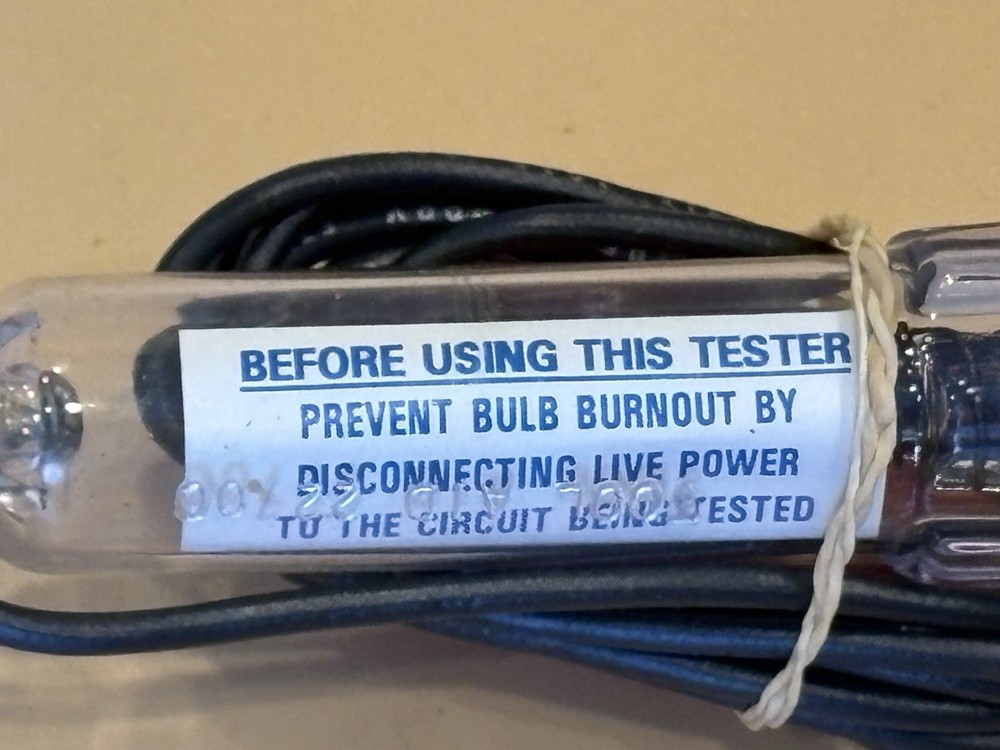 BEFORE USING THIS TESTER
PREVENT BULB BURNOUT BY
DISCONNECTING LIVE POWER
TO THE CIRCUIT BEING TESTED